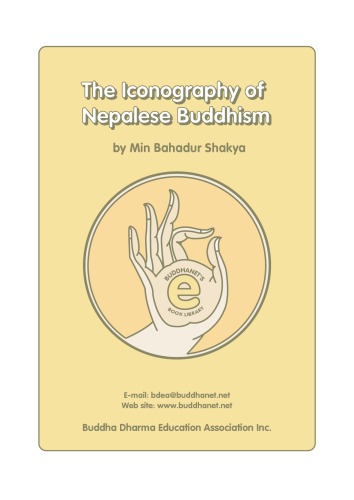 The Iconography of
Nepalese Buddhism
by Min Bahadur Shakya
BUDDHANET'S
e
BOOK LIBRARY
E-mail: bdea@buddhanet.net
Web site: www.buddhanet.net
Buddha Dharma Education Association Inc.